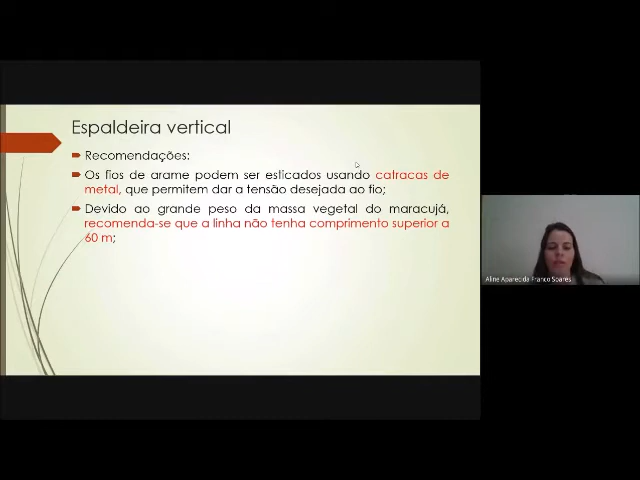 Espaldeira vertical
Recomendações:
Os fios de arame podem ser esticados usando catracas de
metal, que permitem dar a tensão desejada ao fio;
Devido ao grande peso da massa vegetal do maracujá,
recomenda-se que a linha não tenha comprimento superior a
60 m;
Aline Aparecida Franco Soares